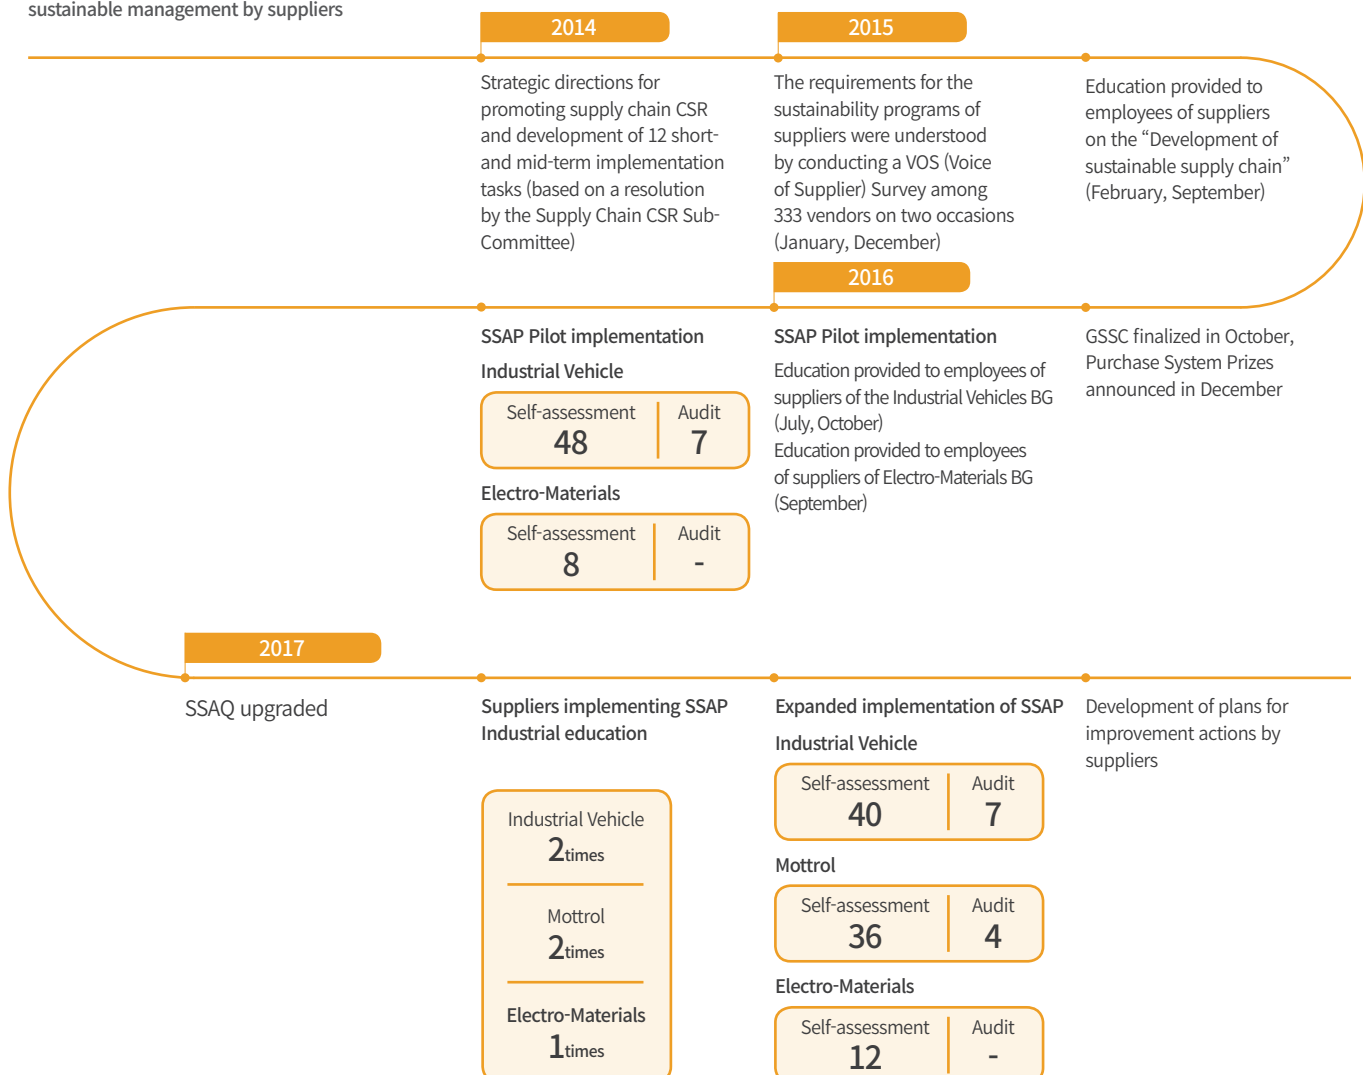 sustainable management by suppliers
2014
Strategic directions for
promoting supply chain CSR
and development of 12 short-
and mid-term implementation
tasks (based on a resolution
by the Supply Chain CSR Sub-
Committee)
2015
The requirements for the
sustainability programs of
suppliers were understood
by conducting a VOS (Voice
of Supplier) Survey among
333 vendors on two occasions
(January, December)
Education provided to
employees of suppliers
on the “Development of
sustainable supply chain”
(February, September)
2016
SSAP Pilot implementation
Industrial Vehicle
Self-assessment
48
Audit
7
Electro-Materials
Self-assessment
8
Audit
-
SSAP Pilot implementation
Education provided to employees of
suppliers of the Industrial Vehicles BG
(July, October)
Education provided to employees
of suppliers of Electro-Materials BG
(September)
GSSC finalized in October,
Purchase System Prizes
announced in December
2017
SSAQ upgraded
Suppliers implementing SSAP
Industrial education
Industrial Vehicle
2times
Mottrol
2times
Electro-Materials
1times
Expanded implementation of SSAP
Industrial Vehicle
Self-assessment
40
Audit
7
Mottrol
Self-assessment
36
Audit
4
Electro-Materials
Self-assessment
12
Audit
-
Development of plans for
improvement actions by
suppliers